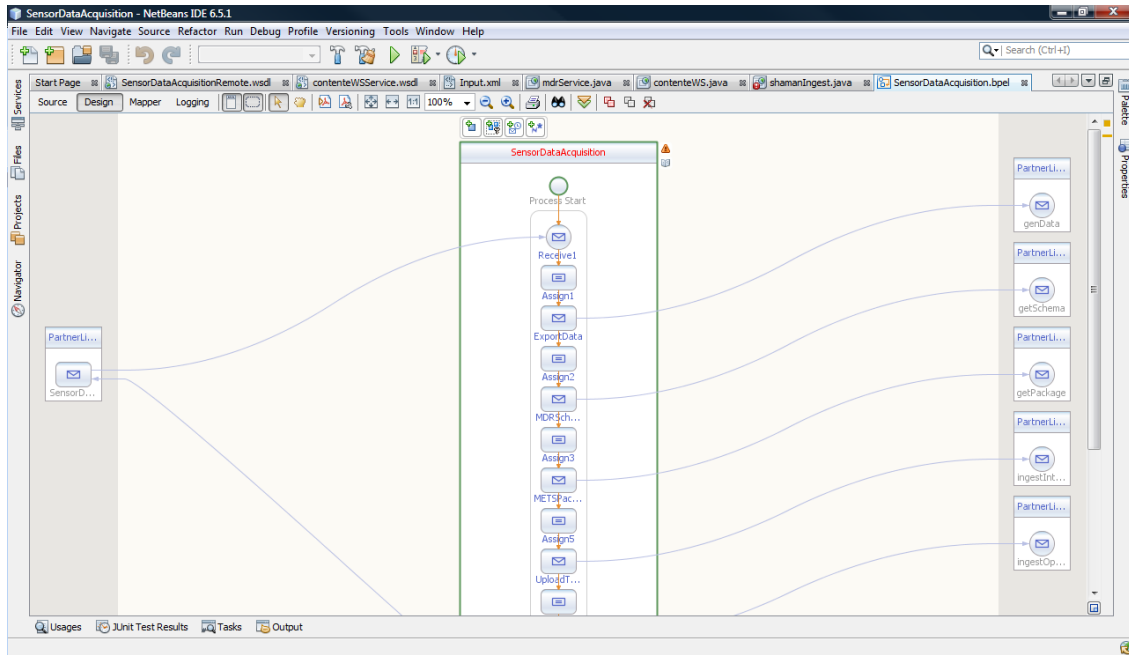 SensorDataAcquisition - NetBeans IDE 6.5.1
File Edit View Navigate Source Refactor Run Debug Profile Versioning Tools Window Help
Search (Ctrl+I)
Start Page SensorDataAcquisitionRemote.wsdl contenteWSService.wsdl Input.xml mdrService.java contenteWS.java shamanIngest.java SensorDataAcquisition.bpel
Source Design Mapper Logging 1:1 100%
Services
Files
Projects
Navigator
Palette
Properties
SensorDataAcquisition
Process Start
Receive1
Assign1
ExportData
Assign2
MDRSch...
Assign3
METSPac...
Assign5
UploadT...
PartnerLi...
SensorD...
PartnerLi...
genData
PartnerLi...
getSchema
PartnerLi...
getPackage
PartnerLi...
ingestInt...
PartnerLi...
ingestOp...
Usages JUnit Test Results Tasks Output